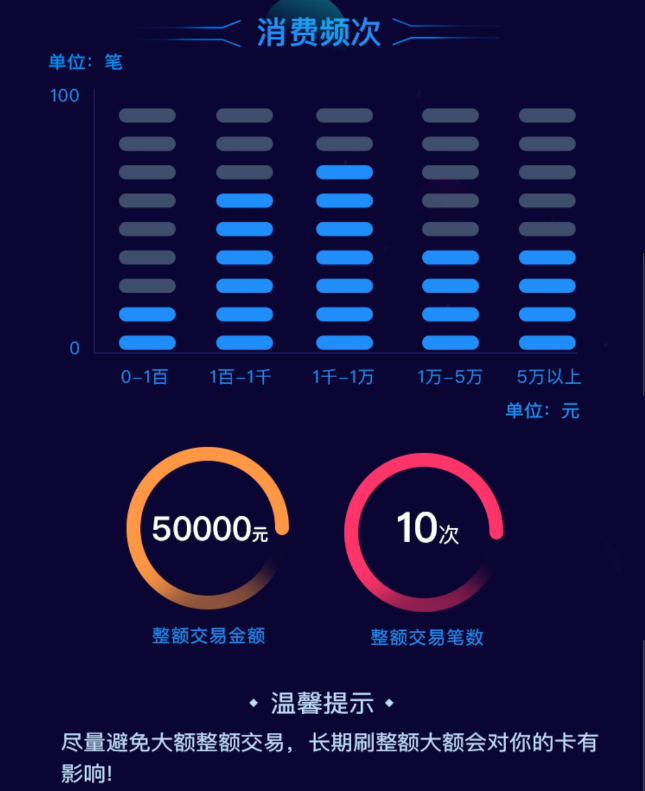 消费频次
单位：笔
100
0
0-1百 1百-1千 1千-1万 1万-5万 5万以上
单位：元
50000元 10次
整额交易金额 整额交易笔数
温馨提示
尽量避免大额整额交易，长期刷整额大额会对你的卡有
影响!